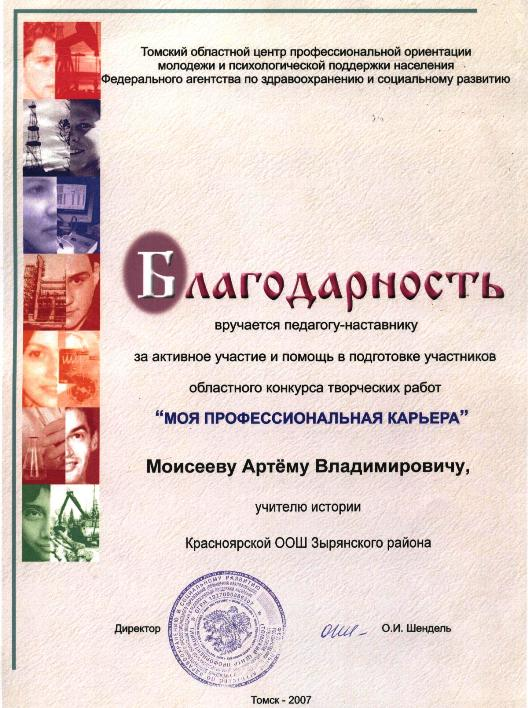 Томский областной центр профессиональной ориентации
молодежи и психологической поддержки населения
Федерального агентства по здравоохранению и социальному развитию
Благодарность
вручается педагогу-наставнику
за активное участие и помощь в подготовке участников
областного конкурса творческих работ
“МОЯ ПРОФЕССИОНАЛЬНАЯ КАРЬЕРА”
Моисееву Артёму Владимировичу,
учителю истории
Красноярской ООШ Зырянского района
Директор
О.И. Шендель
Томск - 2007